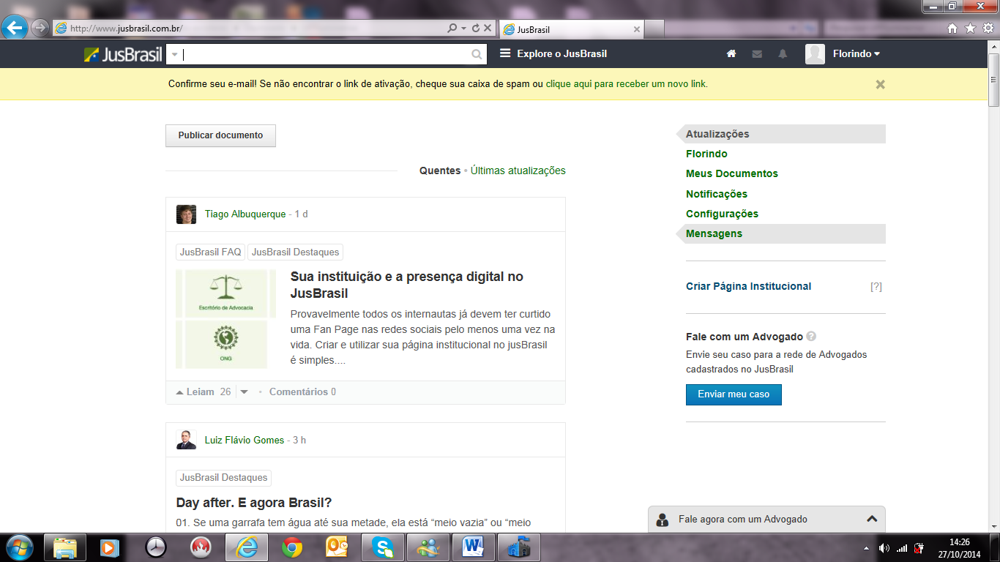 http://www.jusbrasil.com.br/
JusBrasil
JusBrasil
Explore o JusBrasil
Florindo
Confirme seu e-mail! Se não encontrar o link de ativação, cheque sua caixa de spam ou clique aqui para receber um novo link.
Publicar documento
Quentes • Últimas atualizações
Tiago Albuquerque - 1 d
JusBrasil FAQ JusBrasil Destaques
Escritório de Advocacia
ONG
Sua instituição e a presença digital no
JusBrasil
Provavelmente todos os internautas já devem ter curtido
uma Fan Page nas redes sociais pelo menos uma vez na
vida. Criar e utilizar sua página institucional no jusBrasil
é simples....
Leiam 26 • Comentários 0
Luiz Flávio Gomes - 3 h
JusBrasil Destaques
Day after. E agora Brasil?
01. Se uma garrafa tem água até sua metade, ela está “meio vazia” ou “meio
Atualizações
Florindo
Meus Documentos
Notificações
Configurações
Mensagens
Criar Página Institucional [?]
Fale com um Advogado ?
Envie seu caso para a rede de Advogados
cadastrados no JusBrasil
Enviar meu caso
Fale agora com um Advogado
14:26
27/10/2014